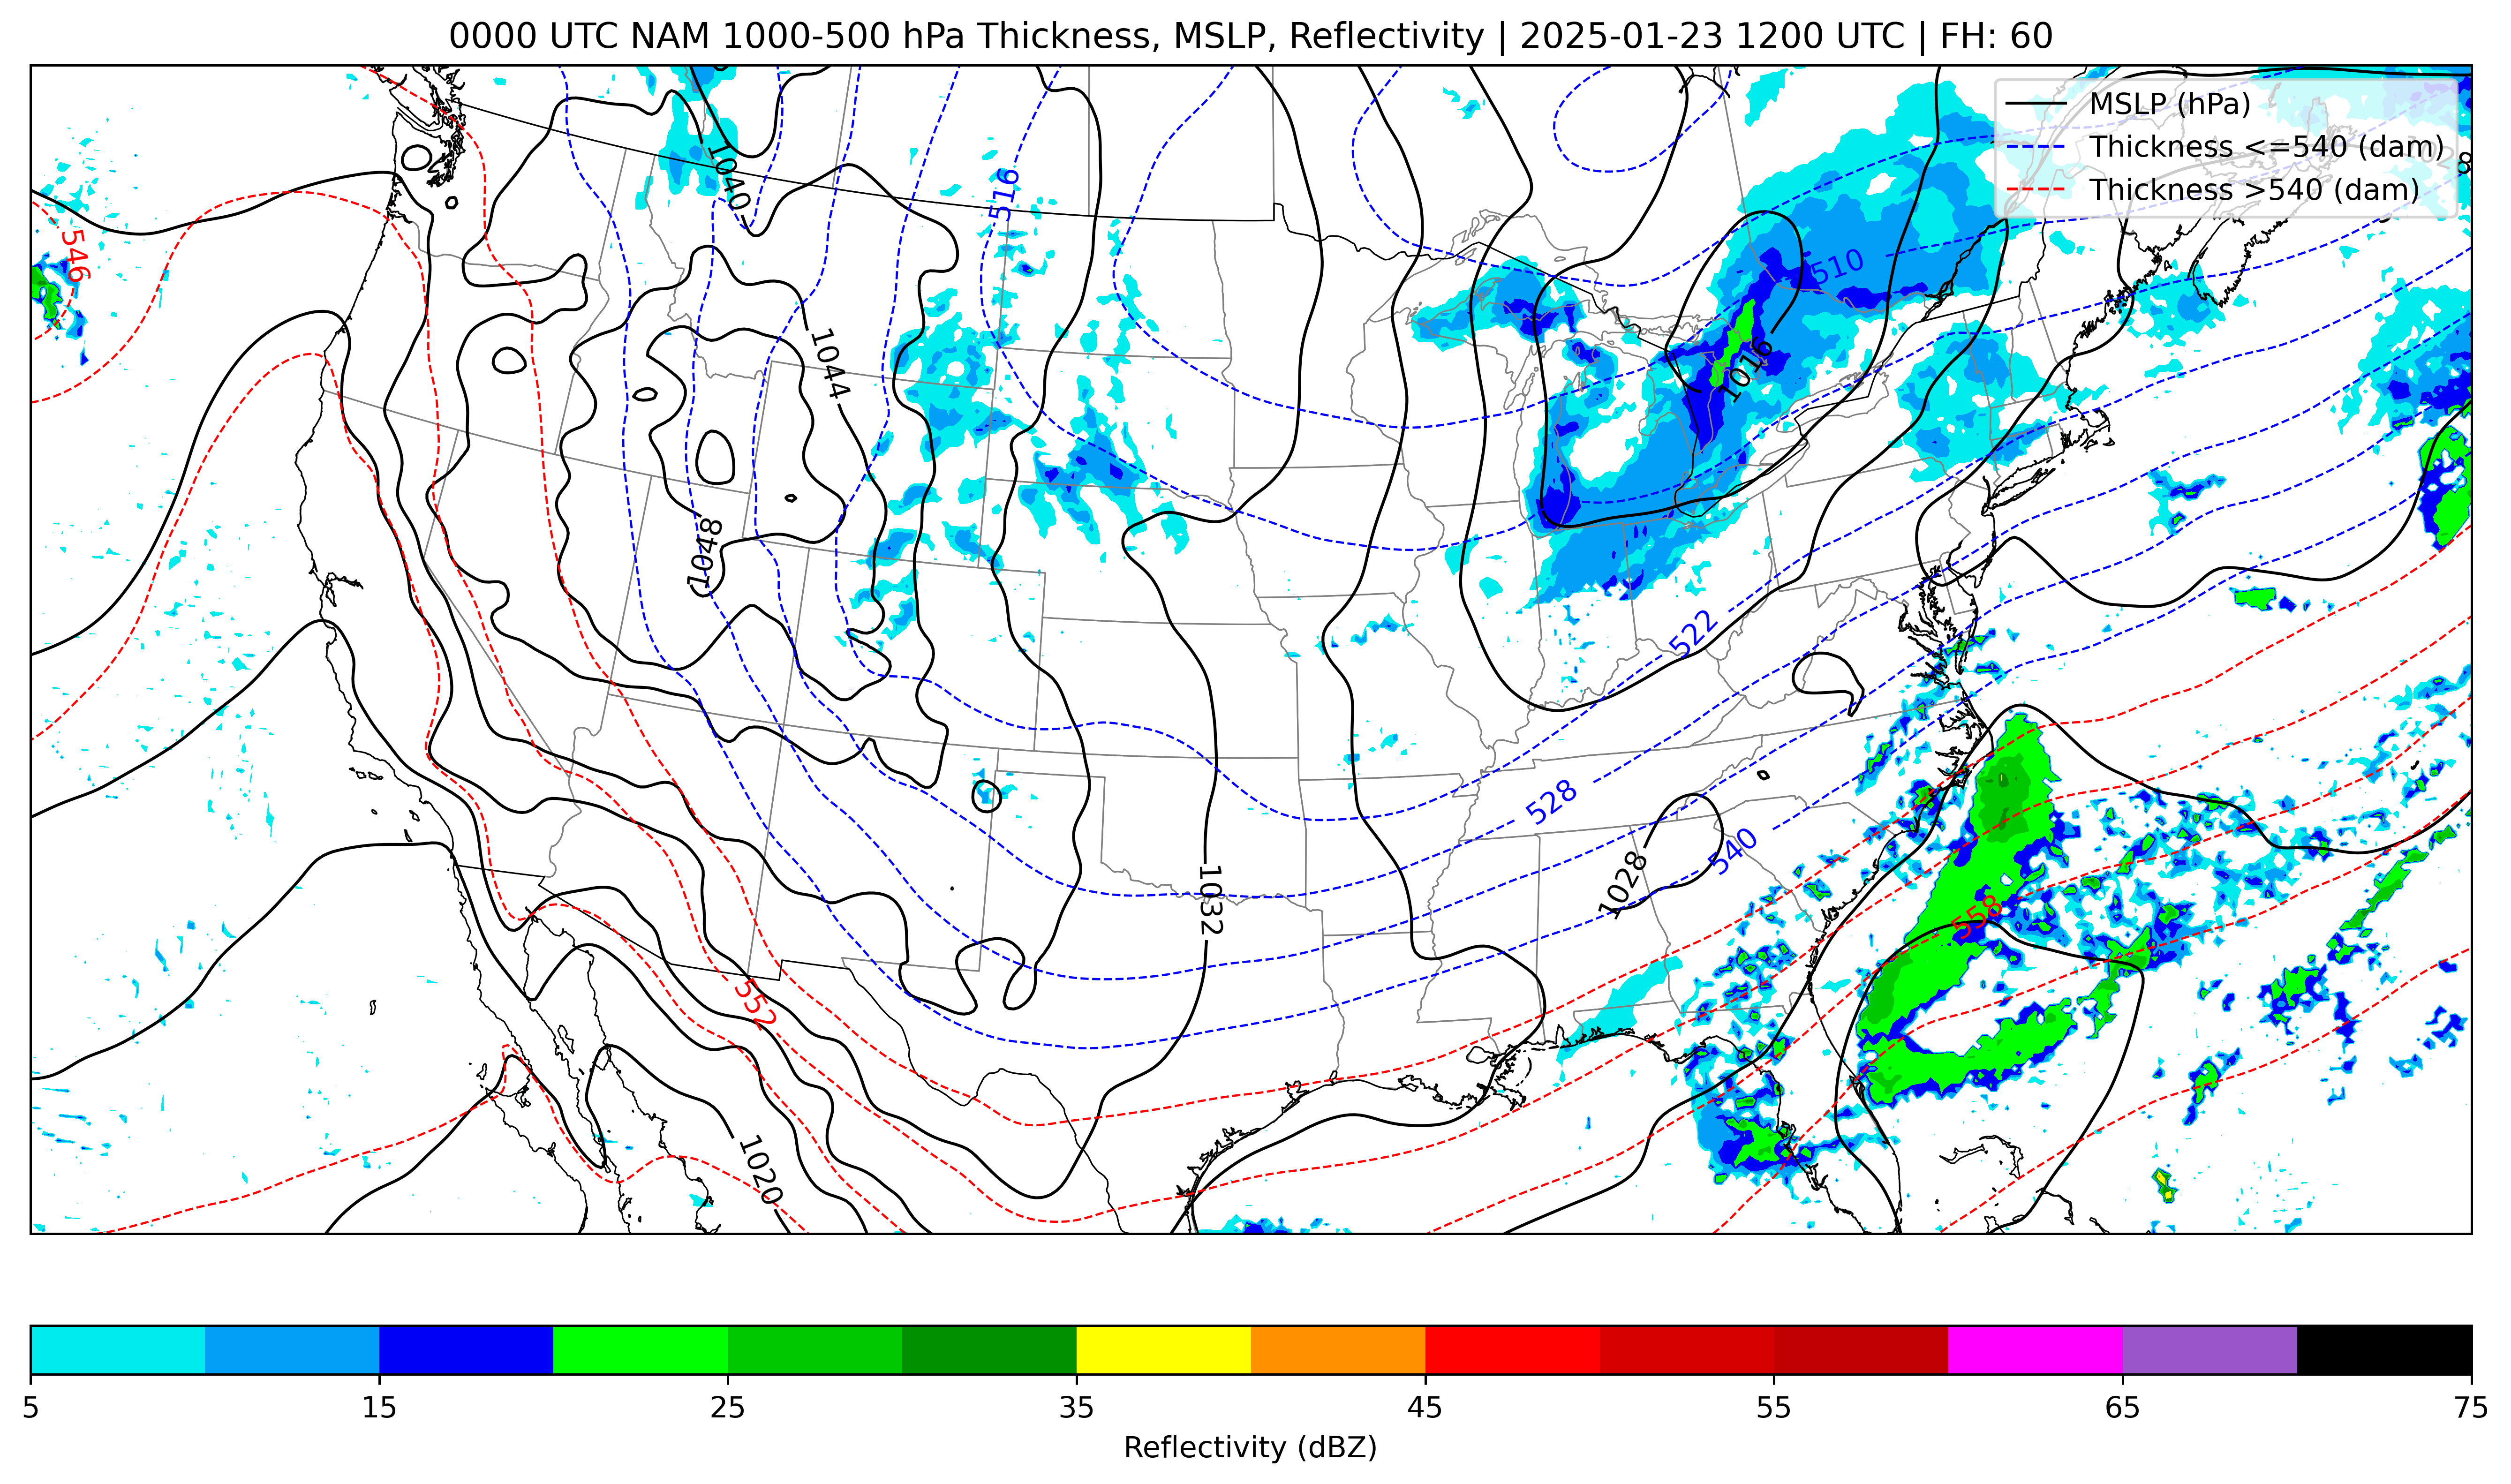 0000 UTC NAM 1000-500 hPa Thickness, MSLP, Reflectivity | 2025-01-23 1200 UTC | FH: 60
MSLP (hPa)
Thickness <=540 (dam)
Thickness >540 (dam)
1040
516
546
510
1044
1016
1048
522
528
540
1028
1032
558
552
1020
5 15 25 35 45 55 65 75
Reflectivity (dBZ)